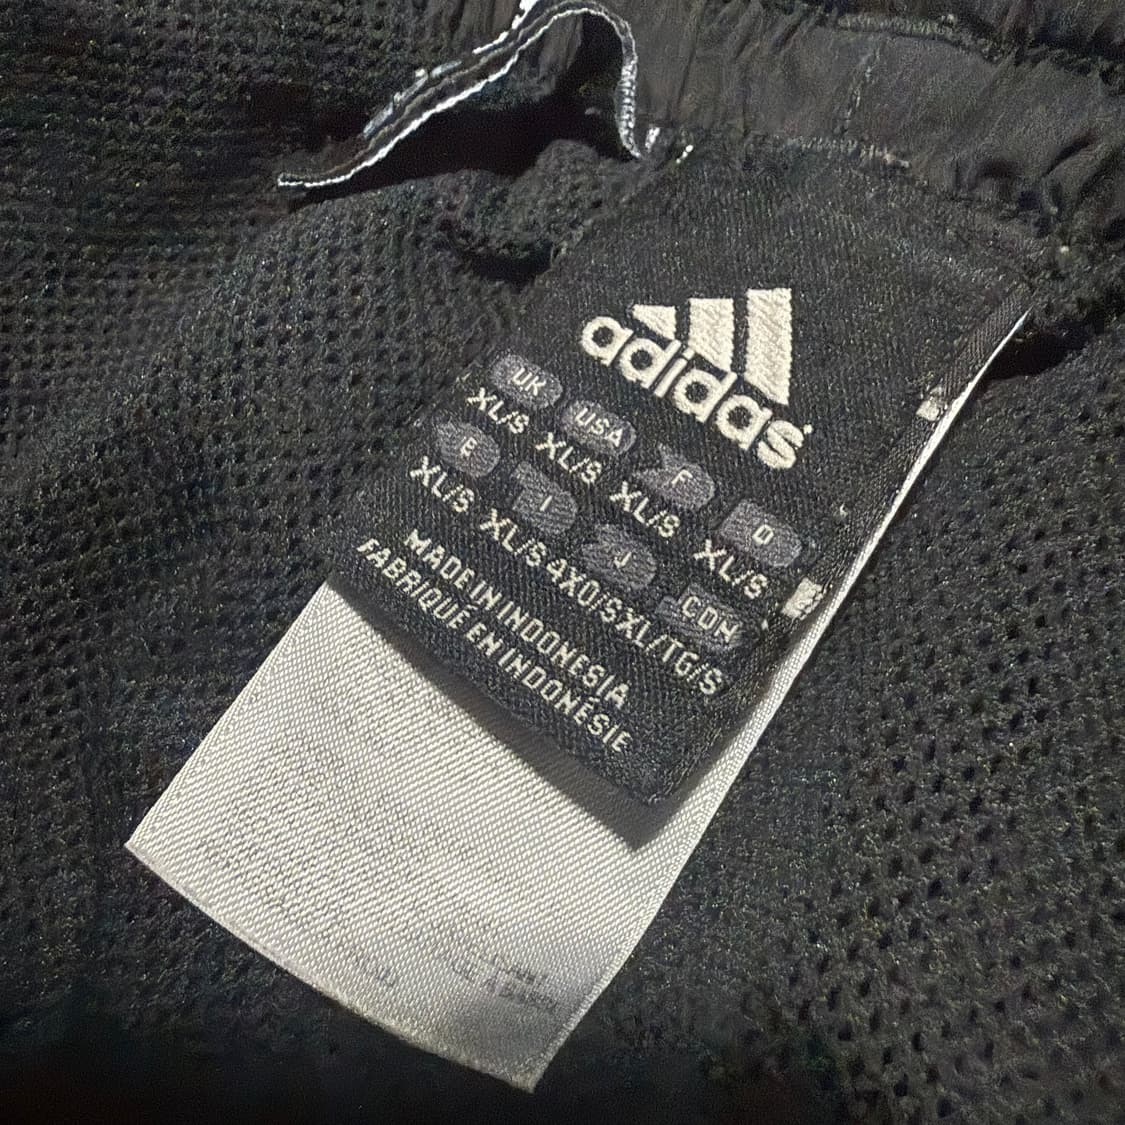 adidas
UK USA F D
XL/S XL/S XL/S XL/S
E I J CDN
XL/S XL/S 4XO/S XL/TG/S
MADE IN INDONESIA
FABRIQUÉ EN INDONÉSIE